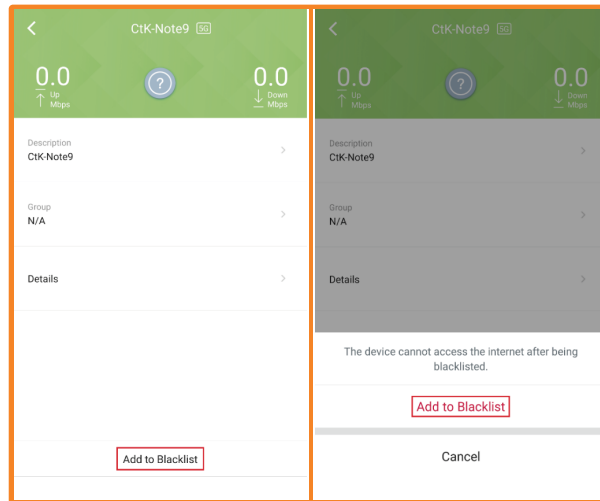 CtK-Note9 5G
0.0
Up
Mbps
?
0.0
Down
Mbps
Description
CtK-Note9
Group
N/A
Details
Add to Blacklist
CtK-Note9 5G
0.0
Up
Mbps
?
0.0
Down
Mbps
Description
CtK-Note9
Group
N/A
Details
The device cannot access the internet after being
blacklisted.
Add to Blacklist
Cancel